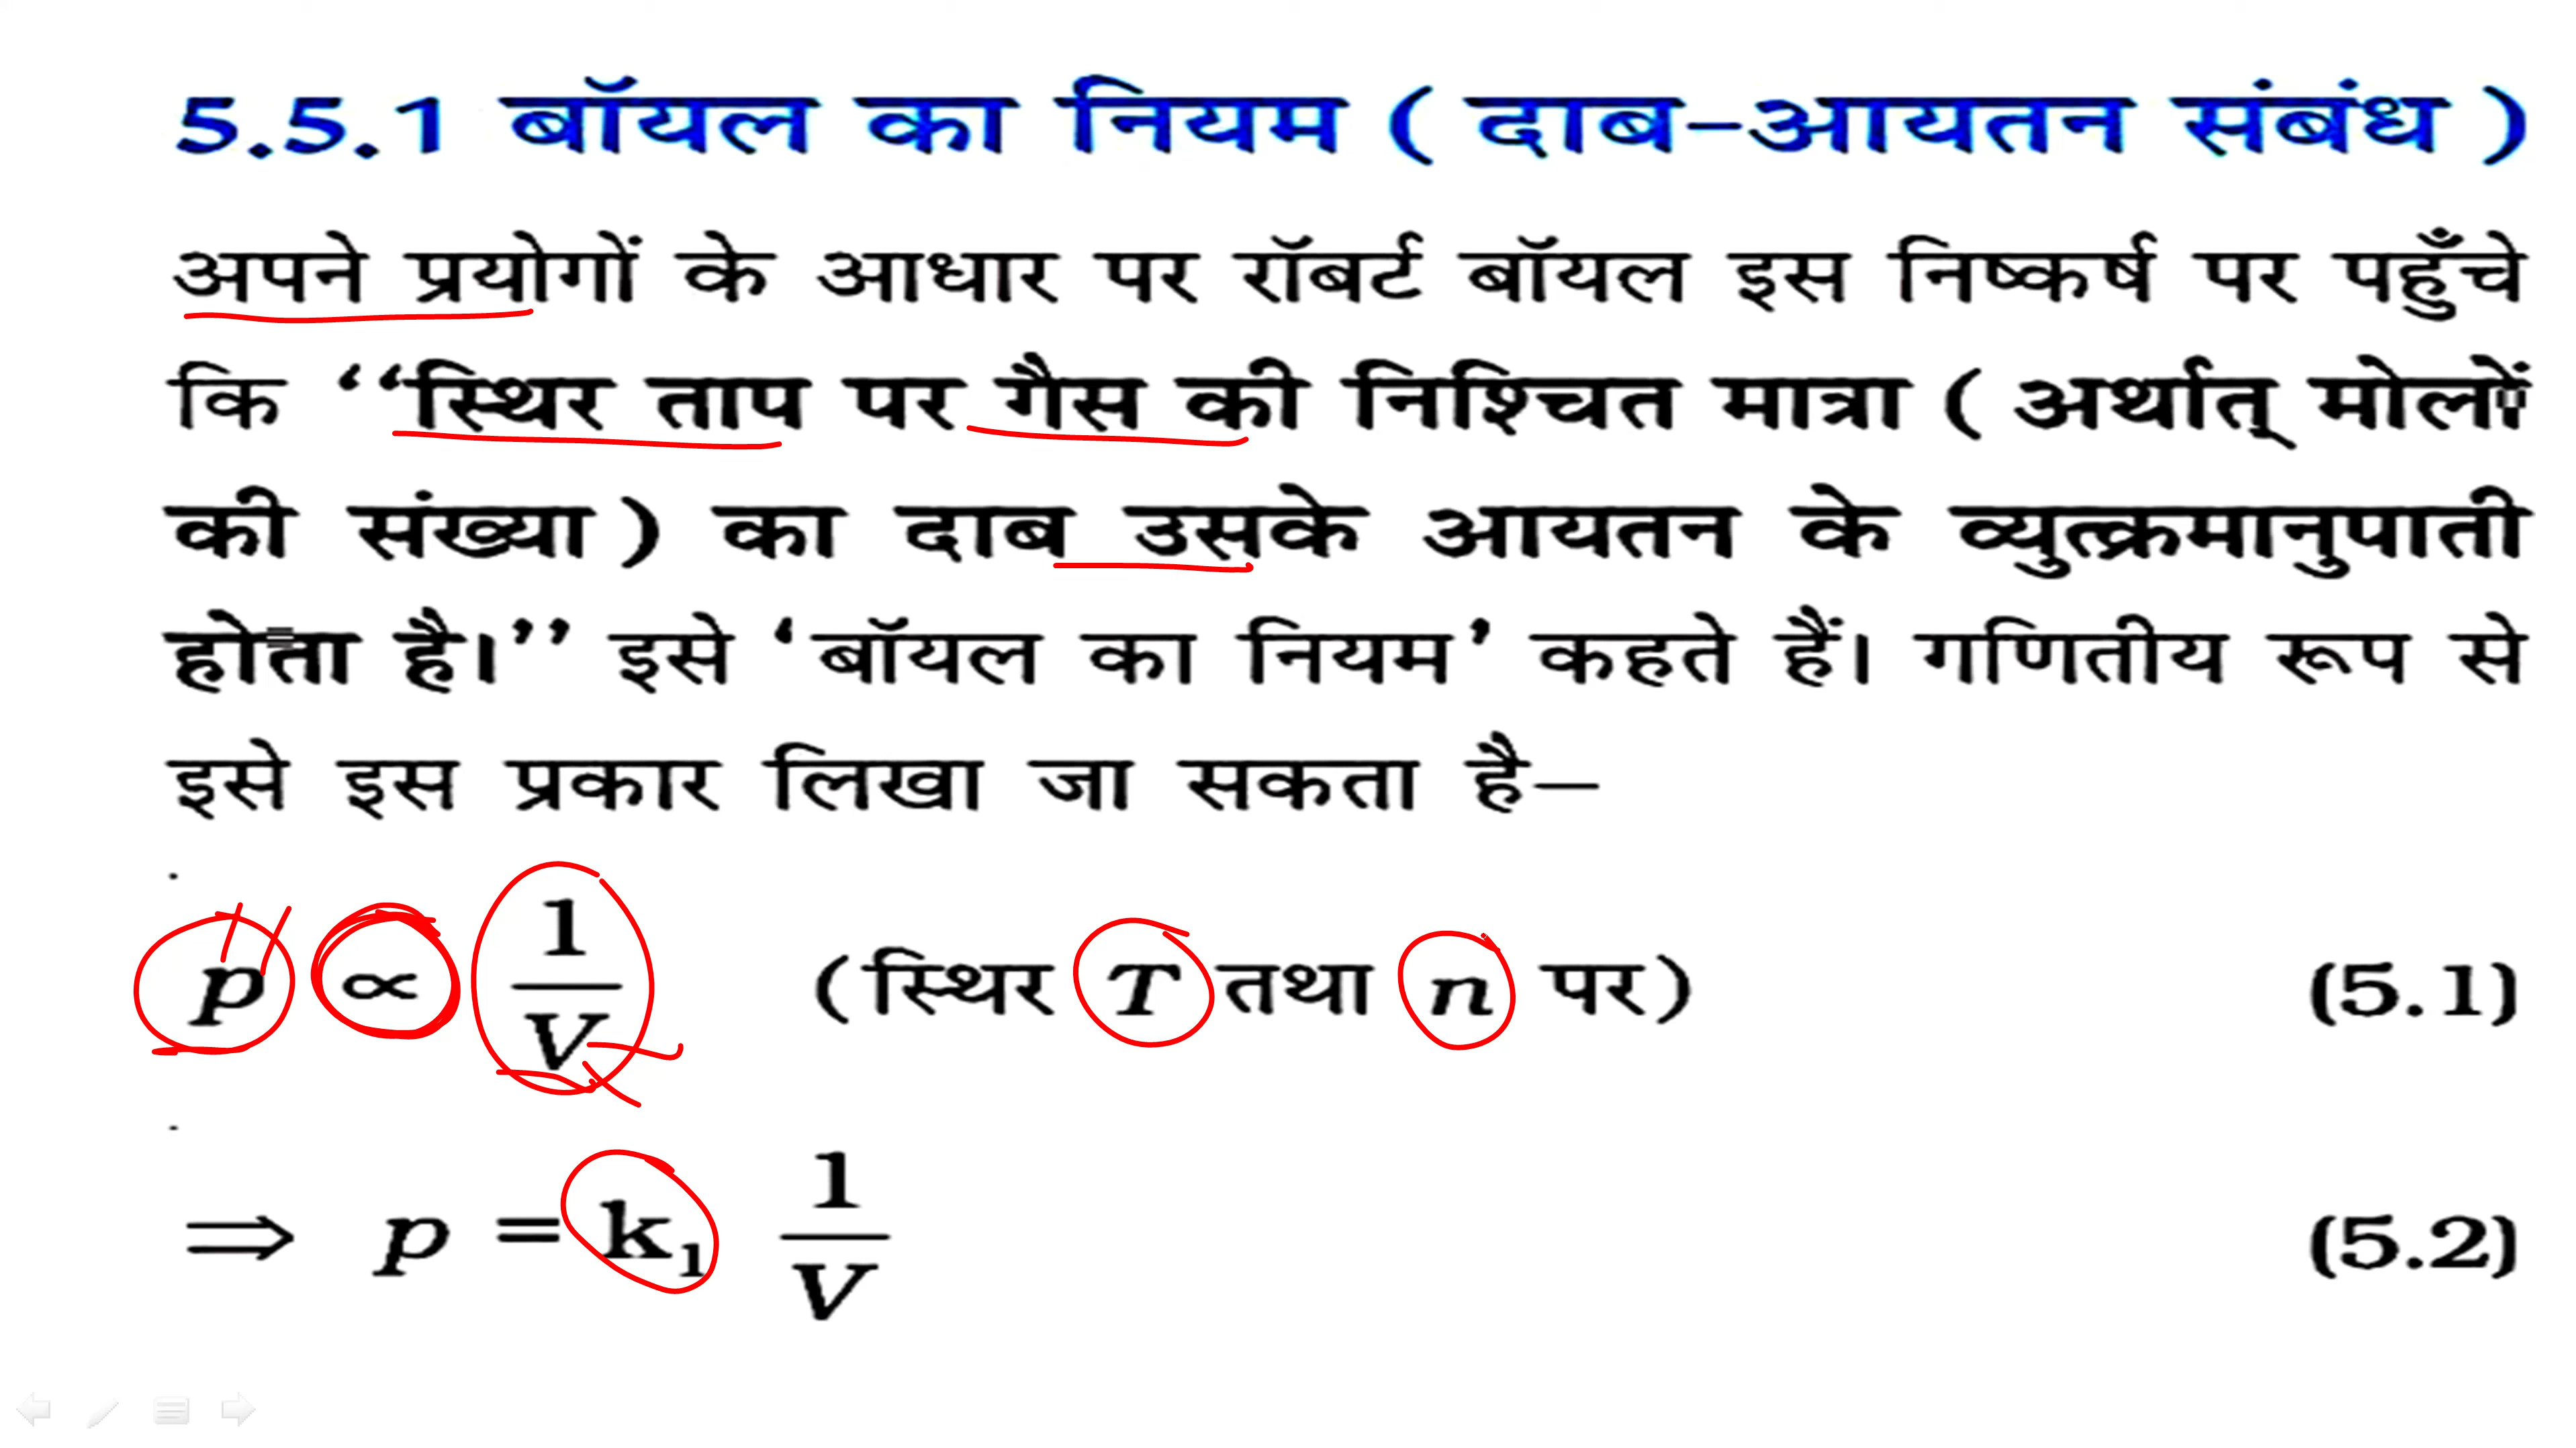 5.5.1 बॉयल का नियम ( दाब–आयतन संबंध )
अपने प्रयोगों के आधार पर रॉबर्ट बॉयल इस निष्कर्ष पर पहुँचे
कि ‘‘स्थिर ताप पर गैस की निश्चित मात्रा ( अर्थात् मोलों
की संख्या ) का दाब उसके आयतन के व्युत्क्रमानुपाती
होता है।’’ इसे ‘बॉयल का नियम’ कहते हैं। गणितीय रूप से
इसे इस प्रकार लिखा जा सकता है–
p ∝ 1/V (स्थिर T तथा n पर) (5.1)
⇒ p = k₁ 1/V (5.2)